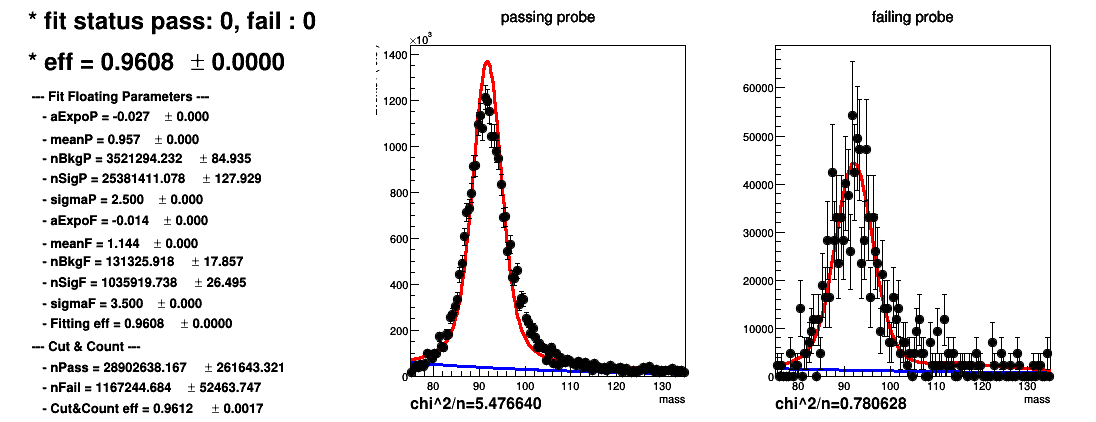 * fit status pass: 0, fail : 0
* eff = 0.9608 ± 0.0000
--- Fit Floating Parameters ---
- aExpoP = -0.027 ± 0.000
- meanP = 0.957 ± 0.000
- nBkgP = 3521294.232 ± 84.935
- nSigP = 25381411.078 ± 127.929
- sigmaP = 2.500 ± 0.000
- aExpoF = -0.014 ± 0.000
- meanF = 1.144 ± 0.000
- nBkgF = 131325.918 ± 17.857
- nSigF = 1035919.738 ± 26.495
- sigmaF = 3.500 ± 0.000
- Fitting eff = 0.9608 ± 0.0000
--- Cut & Count ---
- nPass = 28902638.167 ± 261643.321
- nFail = 1167244.684 ± 52463.747
- Cut&Count eff = 0.9612 ± 0.0017
passing probe
×10³
1400
1200
1000
800
600
400
200
0
80 90 100 110 120 130
mass
chi^2/n=5.476640
failing probe
60000
50000
40000
30000
20000
10000
0
80 90 100 110 120 130
mass
chi^2/n=0.780628